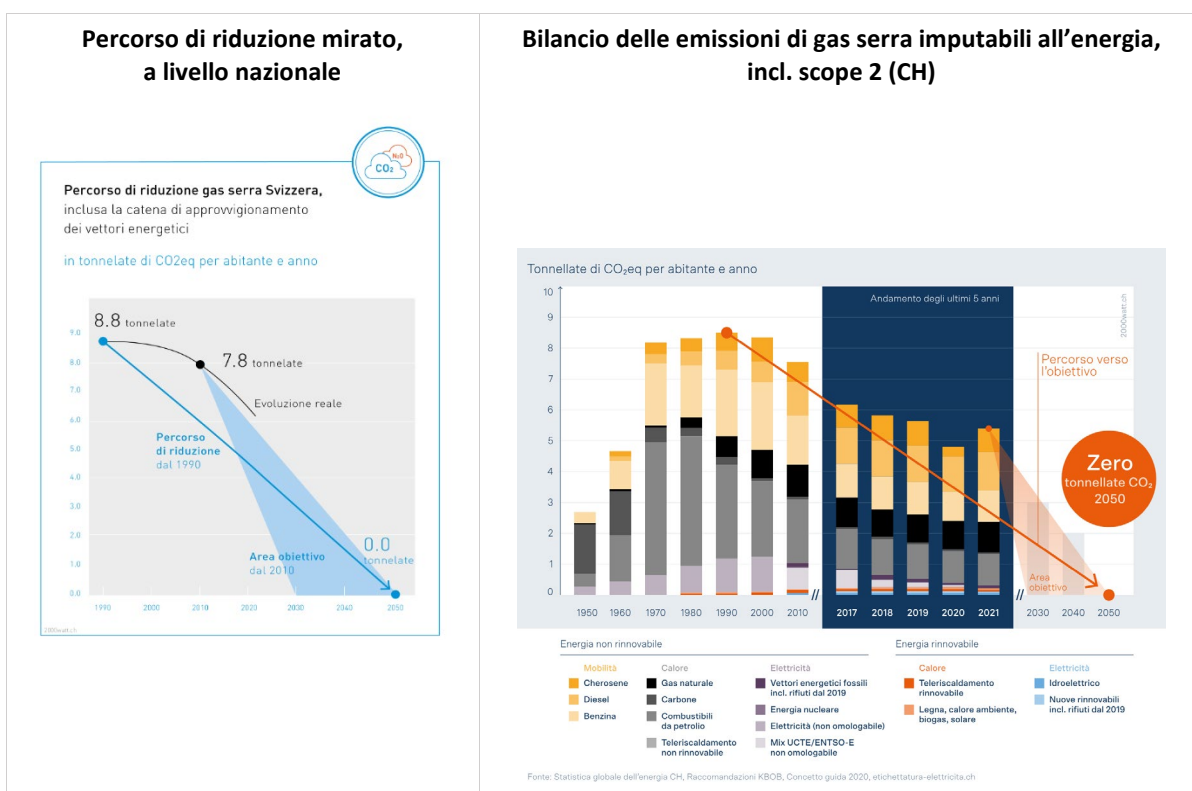 Percorso di riduzione mirato,
a livello nazionale
N₂O
CO₂
Percorso di riduzione gas serra Svizzera,
inclusa la catena di approvvigionamento
dei vettori energetici
in tonnelate di CO2eq per abitante e anno
8.8 tonnelate
7.8 tonnelate
Evoluzione reale
Percorso
di riduzione
dal 1990
Area obiettivo
dal 2010
0.0
tonnelate
9.0
8.0
7.0
6.0
5.0
4.0
3.0
2.0
1.0
0.0
1990 2000 2010 2020 2030 2040 2050
2000watt.ch
Bilancio delle emissioni di gas serra imputabili all’energia,
incl. scope 2 (CH)
Tonnellate di CO₂eq per abitante e anno
Andamento degli ultimi 5 anni
2000watt.ch
Percorso verso
l'obiettivo
Zero
tonnellate CO₂
2050
Area
obiettivo
10
9
8
7
6
5
4
3
2
1
0
1950 1960 1970 1980 1990 2000 2010 // 2017 2018 2019 2020 2021 // 2030 2040 2050
Energia non rinnovabile
Mobilità
Cherosene
Diesel
Benzina
Calore
Gas naturale
Carbone
Combustibili
da petrolio
Teleriscaldamento
non rinnovabile
Elettricità
Vettori energetici fossili
incl. rifiuti dal 2019
Energia nucleare
Elettricità (non omologabile)
Mix UCTE/ENTSO-E
non omologabile
Energia rinnovabile
Calore
Teleriscaldamento
rinnovabile
Legna, calore ambiente,
biogas, solare
Elettricità
Idroelettrico
Nuove rinnovabili
incl. rifiuti dal 2019
Fonte: Statistica globale dell'energia CH, Raccomandazioni KBOB, Concetto guida 2020, etichettatura-elettricita.ch